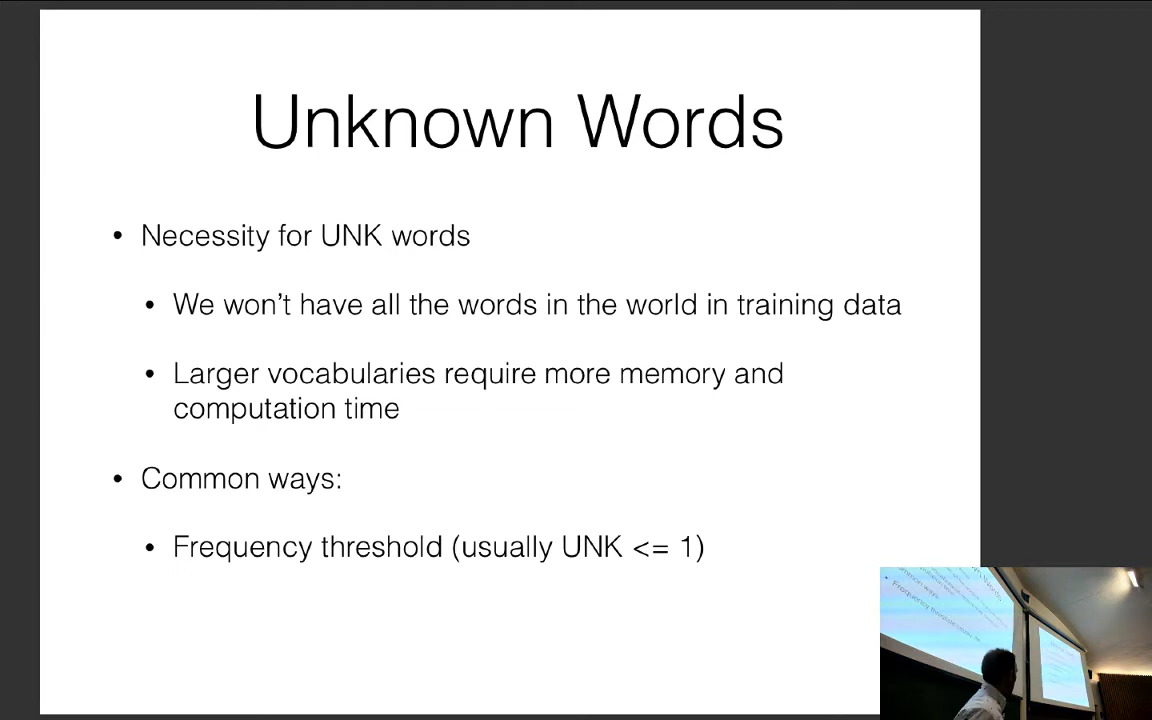 Unknown Words
• Necessity for UNK words
• We won't have all the words in the world in training data
• Larger vocabularies require more memory and
computation time
• Common ways:
• Frequency threshold (usually UNK <= 1)